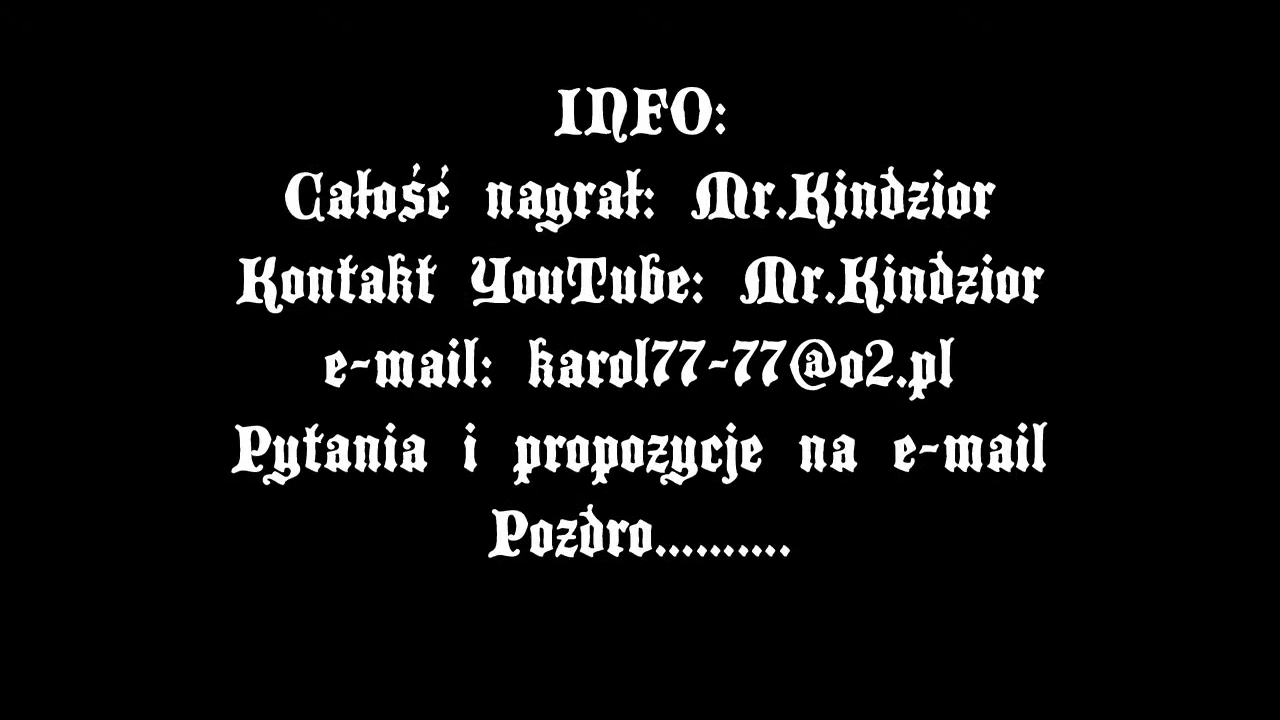 INFO:
Całość nagrał: Mr.Kindzior
Kontakt YouTube: Mr.Kindzior
e-mail: karol77-77@o2.pl
Pytania i propozycje na e-mail
Pozdro..........